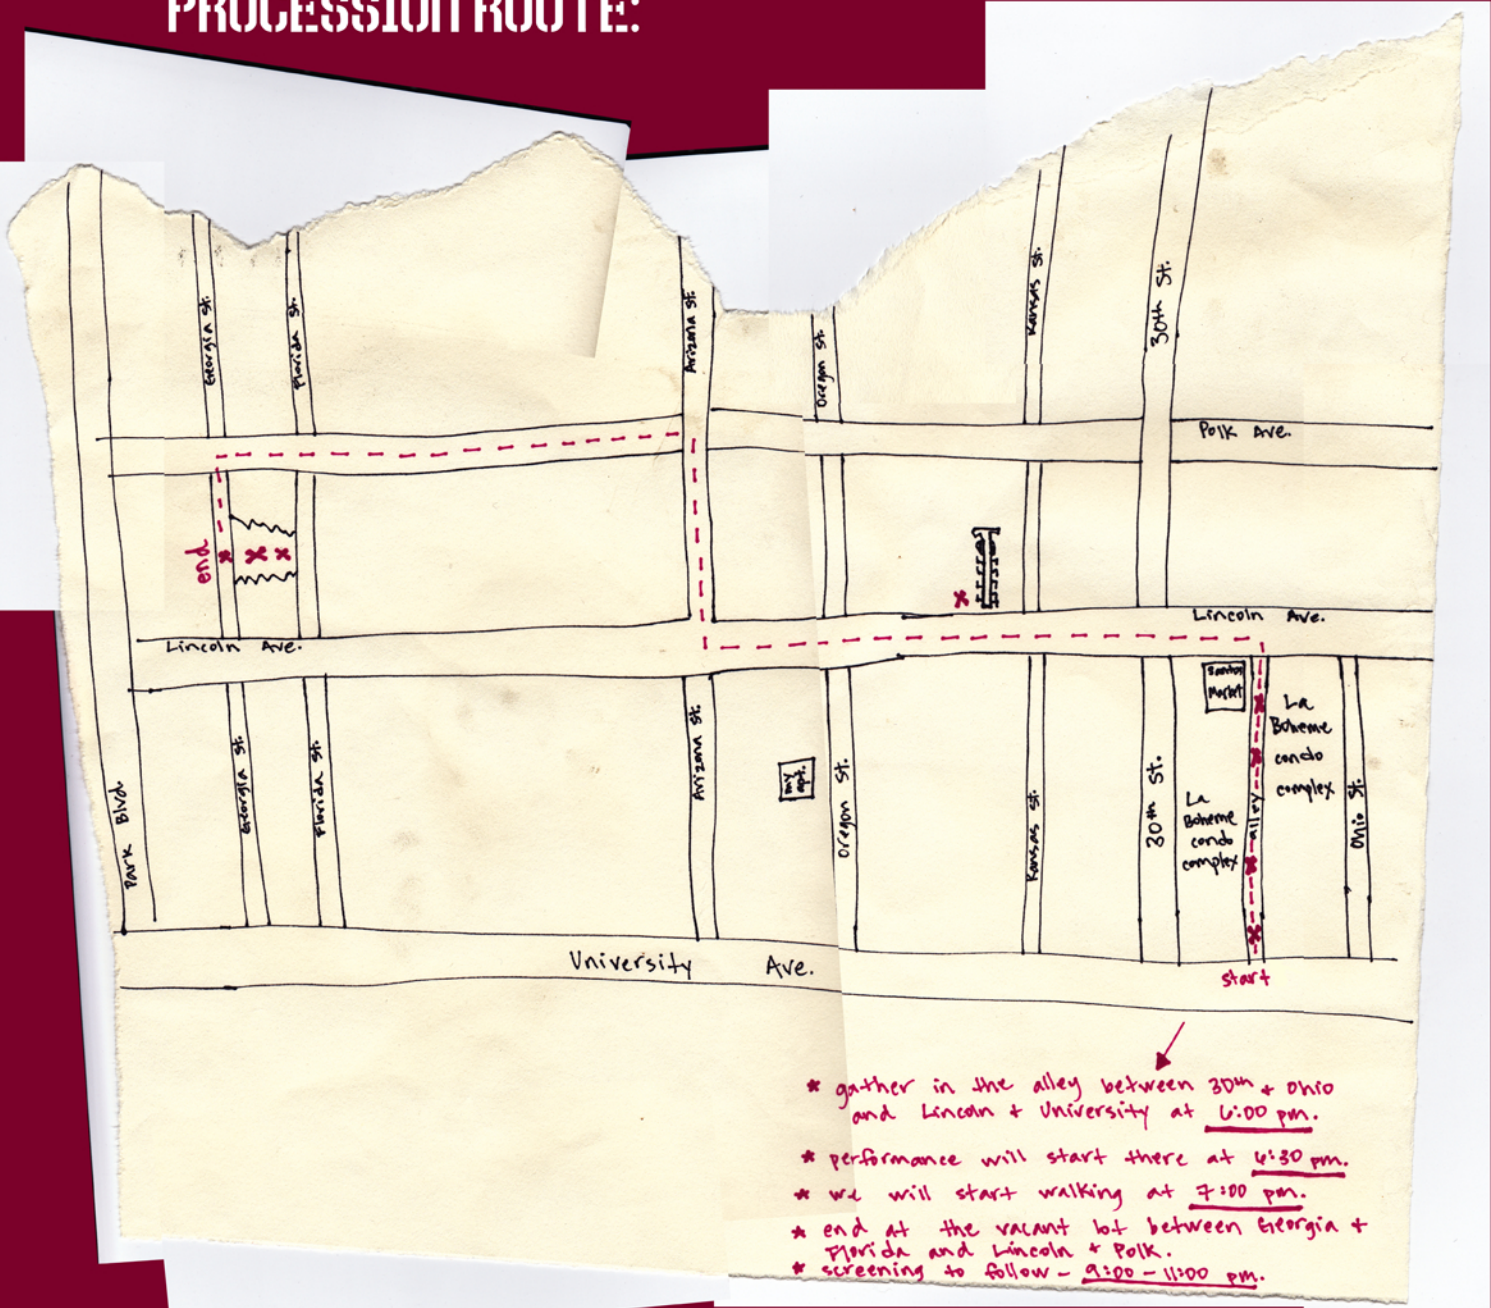 PROCESSION ROUTE:
Georgia St.
Florida St.
Arizona St.
Oregon St.
Kansas St.
30th St.
Polk Ave.
end
Lincoln Ave.
Lincoln Ave.
Santos
Market
La
Boheme
condo
complex
Park Blvd.
Georgia St.
Florida St.
Arizona St.
my
apt.
Oregon St.
Kansas St.
30th St.
La
Boheme
condo
complex
alley
Ohio St.
University Ave.
start
* gather in the alley between 30th + Ohio
and Lincoln + University at 6:00 pm.
* performance will start there at 6:30 pm.
* we will start walking at 7:00 pm.
* end at the vacant lot between Georgia +
Florida and Lincoln + Polk.
* screening to follow - 9:00 - 11:00 pm.